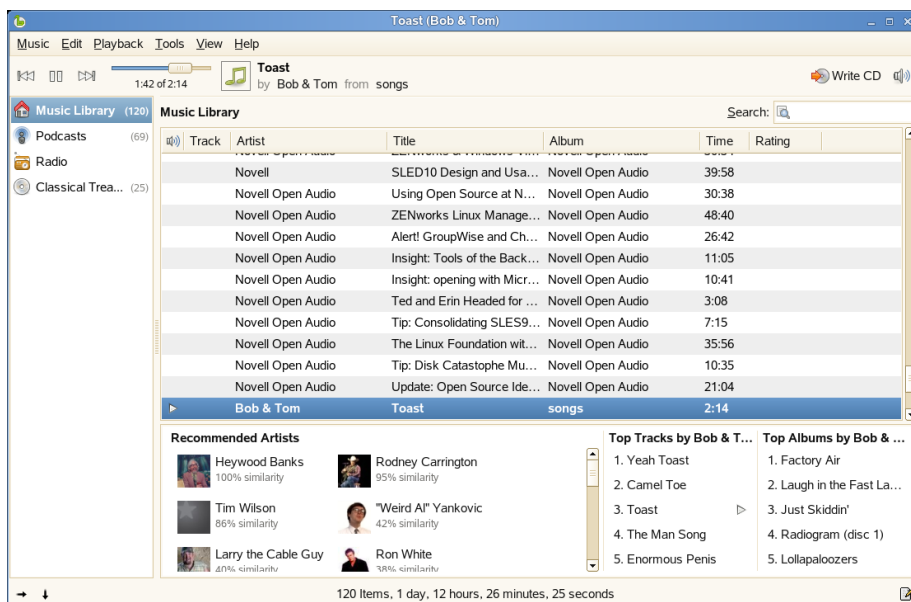 Toast (Bob & Tom)
Music Edit Playback Tools View Help
Toast
1:42 of 2:14
by Bob & Tom from songs
Write CD
Music Library (120)
Podcasts (69)
Radio
Classical Trea... (25)
Music Library
Search:
Track Artist Title Album Time Rating
Novell SLED10 Design and Usa... Novell Open Audio 39:58
Novell Open Audio Using Open Source at N... Novell Open Audio 30:38
Novell Open Audio ZENworks Linux Manage... Novell Open Audio 48:40
Novell Open Audio Alert! GroupWise and Ch... Novell Open Audio 26:42
Novell Open Audio Insight: Tools of the Back... Novell Open Audio 11:05
Novell Open Audio Insight: opening with Micr... Novell Open Audio 10:41
Novell Open Audio Ted and Erin Headed for ... Novell Open Audio 3:08
Novell Open Audio Tip: Consolidating SLES9... Novell Open Audio 7:15
Novell Open Audio The Linux Foundation wit... Novell Open Audio 35:56
Novell Open Audio Tip: Disk Catastophe Mu... Novell Open Audio 10:35
Novell Open Audio Update: Open Source Ide... Novell Open Audio 21:04
Bob & Tom Toast songs 2:14
Recommended Artists
Heywood Banks
100% similarity
Rodney Carrington
95% similarity
Tim Wilson
86% similarity
"Weird Al" Yankovic
42% similarity
Larry the Cable Guy
40% similarity
Ron White
38% similarity
Top Tracks by Bob & T...
1. Yeah Toast
2. Camel Toe
3. Toast
4. The Man Song
5. Enormous Penis
Top Albums by Bob & ...
1. Factory Air
2. Laugh in the Fast La...
3. Just Skiddin'
4. Radiogram (disc 1)
5. Lollapaloozers
120 Items, 1 day, 12 hours, 26 minutes, 25 seconds